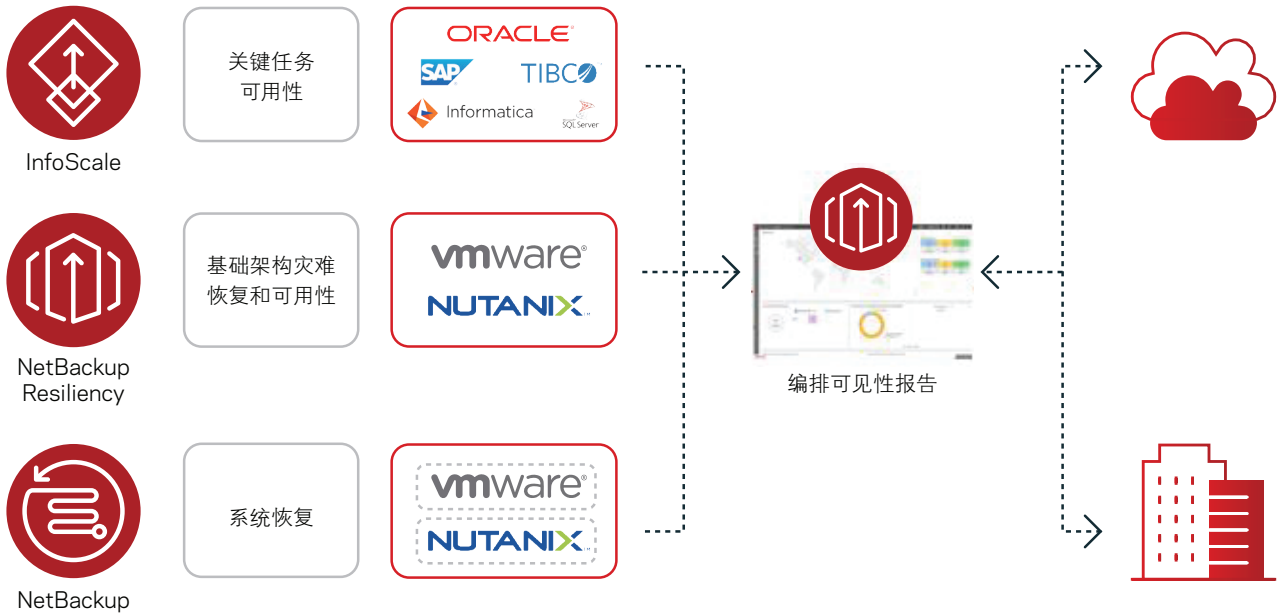 InfoScale
关键任务
可用性
ORACLE®
SAP®
TIBCO
Informatica
SQL Server
NetBackup
Resiliency
基础架构灾难
恢复和可用性
vmware®
NUTANIX™
编排可见性报告
NetBackup
系统恢复
vmware®
NUTANIX™